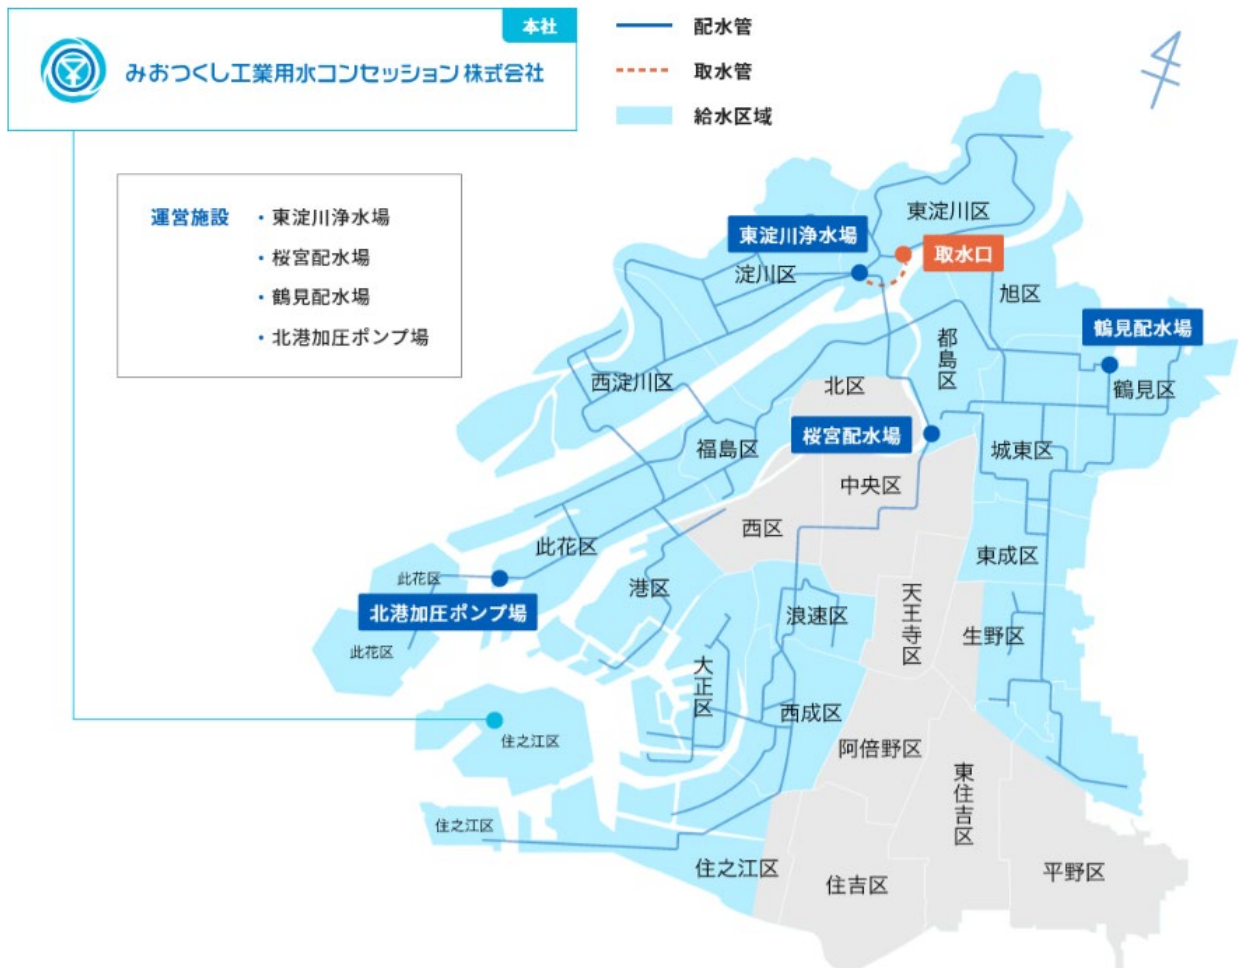 本社
みおつくし工業用水コンセッション株式会社
配水管
取水管
給水区域
運営施設
・東淀川浄水場
・桜宮配水場
・鶴見配水場
・北港加圧ポンプ場
東淀川区
東淀川浄水場
取水口
淀川区
旭区
鶴見配水場
都島区
西淀川区
北区
鶴見区
桜宮配水場
福島区
城東区
中央区
西区
此花区
東成区
此花区
港区
北港加圧ポンプ場
浪速区
天王寺区
生野区
此花区
大正区
西成区
住之江区
阿倍野区
東住吉区
住之江区
住之江区
住吉区
平野区